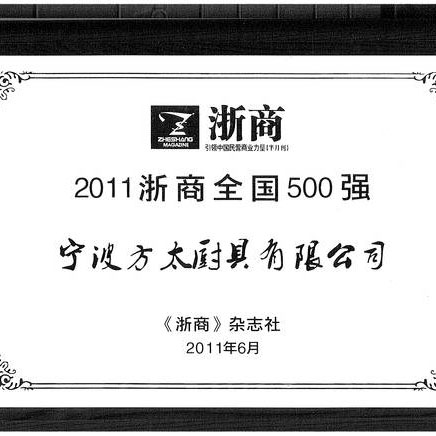 ZHESHANG
MAGAZINE
浙商
引领中国民营商业力量[半月刊]
2011浙商全国500强
宁波方太厨具有限公司
《浙商》杂志社
2011年6月